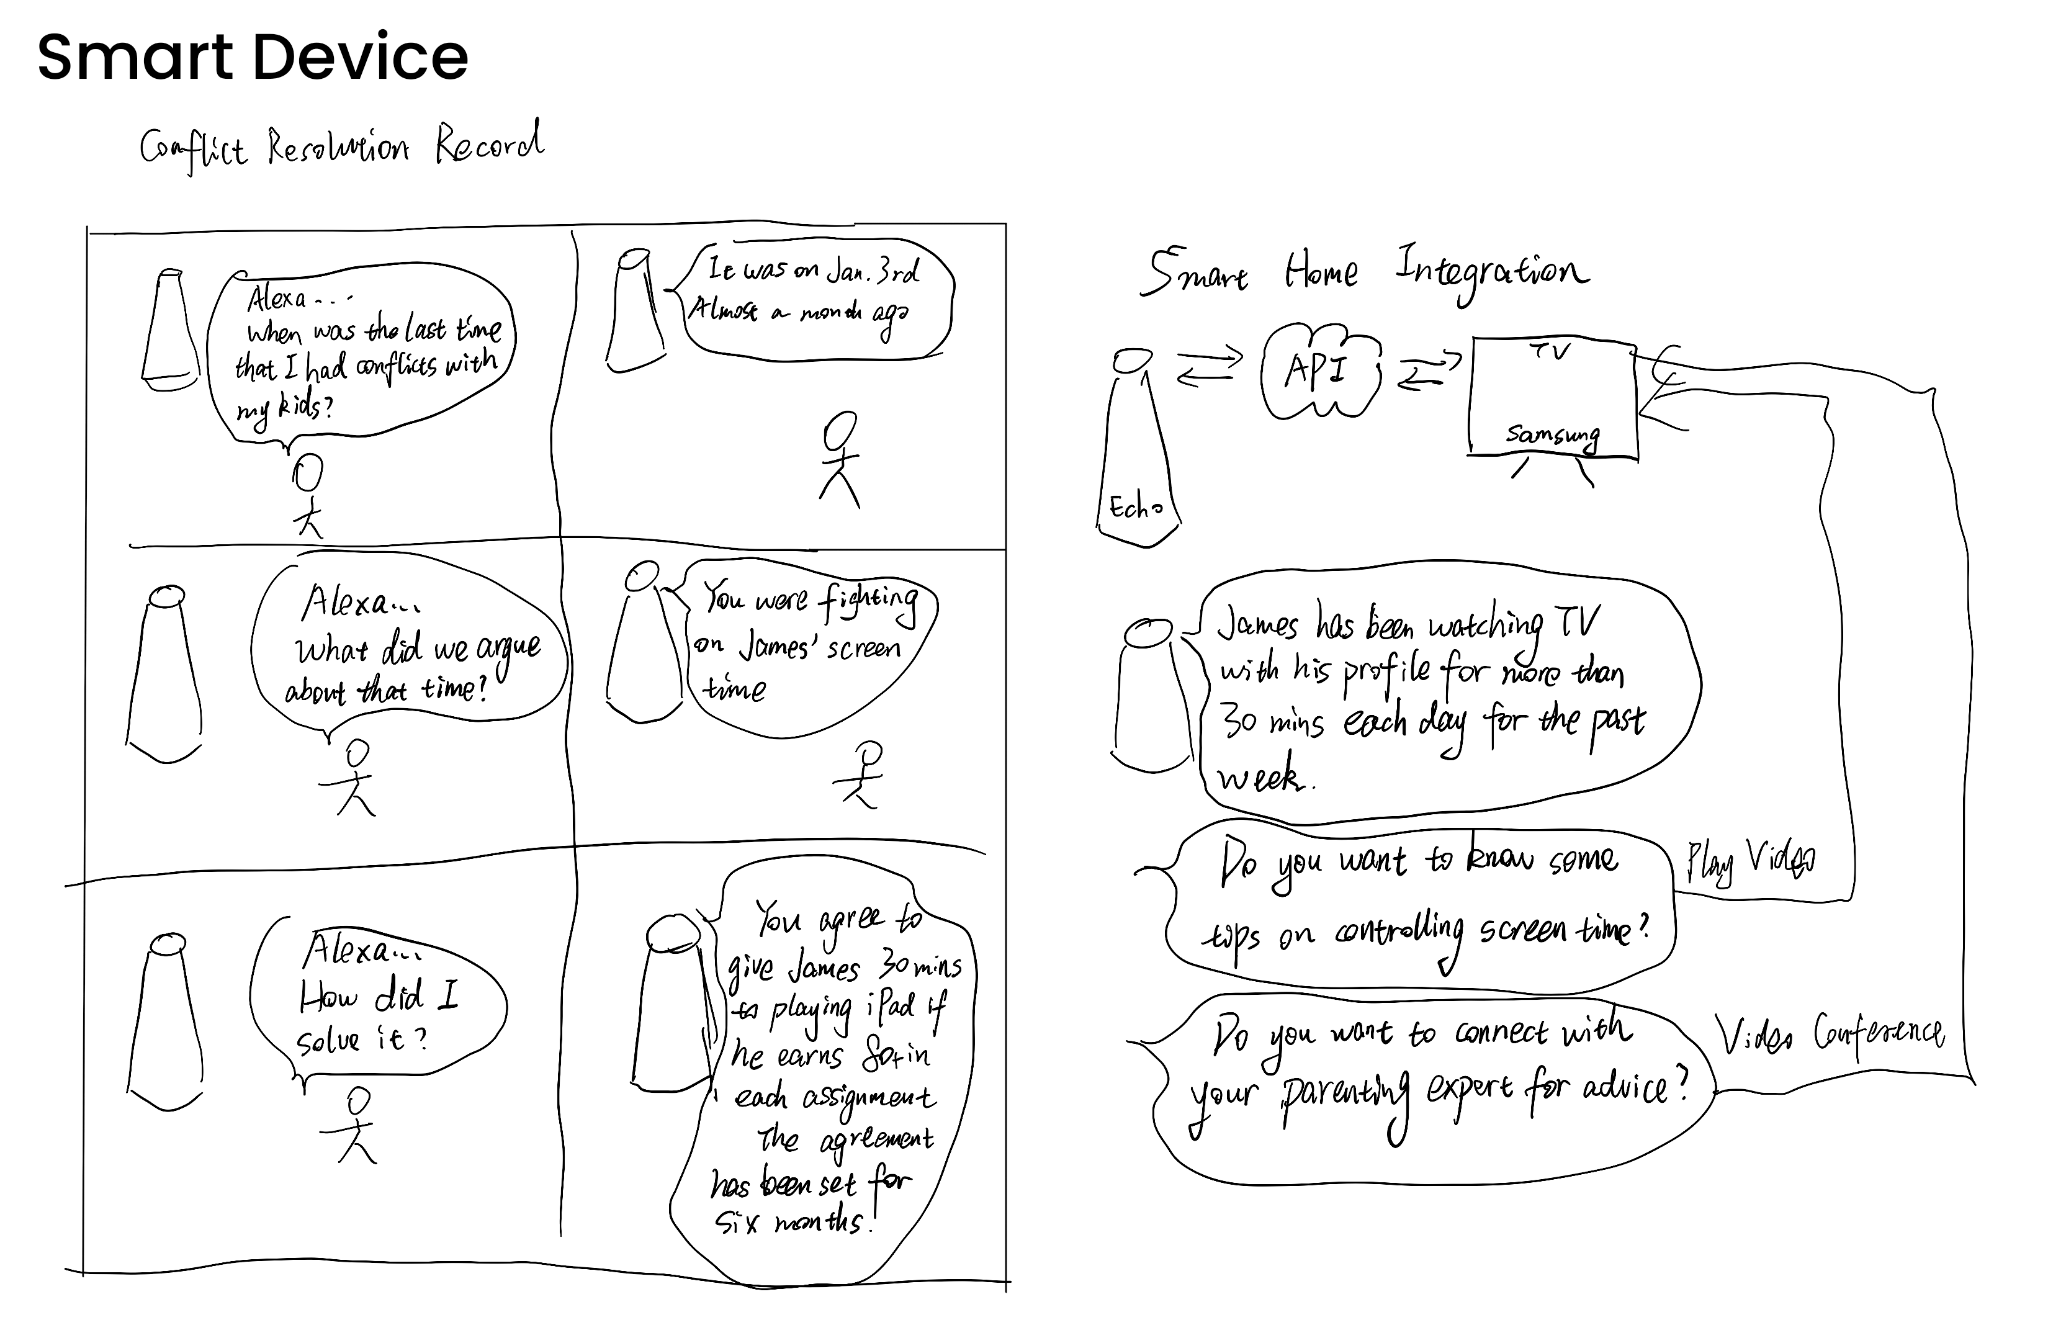 Smart Device
Conflict Resolution Record
Alexa...
when was the last time
that I had conflicts with
my kids?
It was on Jan. 3rd
Almost a month ago
Alexa...
What did we argue
about that time?
You were fighting
on James' screen
time
Alexa...
How did I
solve it?
You agree to
give James 30 mins
to playing iPad if
he earns 80+ in
each assignment
The agreement
has been set for
six months!
Smart Home Integration
Echo
API
TV
Samsung
James has been watching TV
with his profile for more than
30 mins each day for the past
week.
Do you want to know some
tips on controlling screen time?
Play Video
Do you want to connect with
your parenting expert for advice?
Video Conference